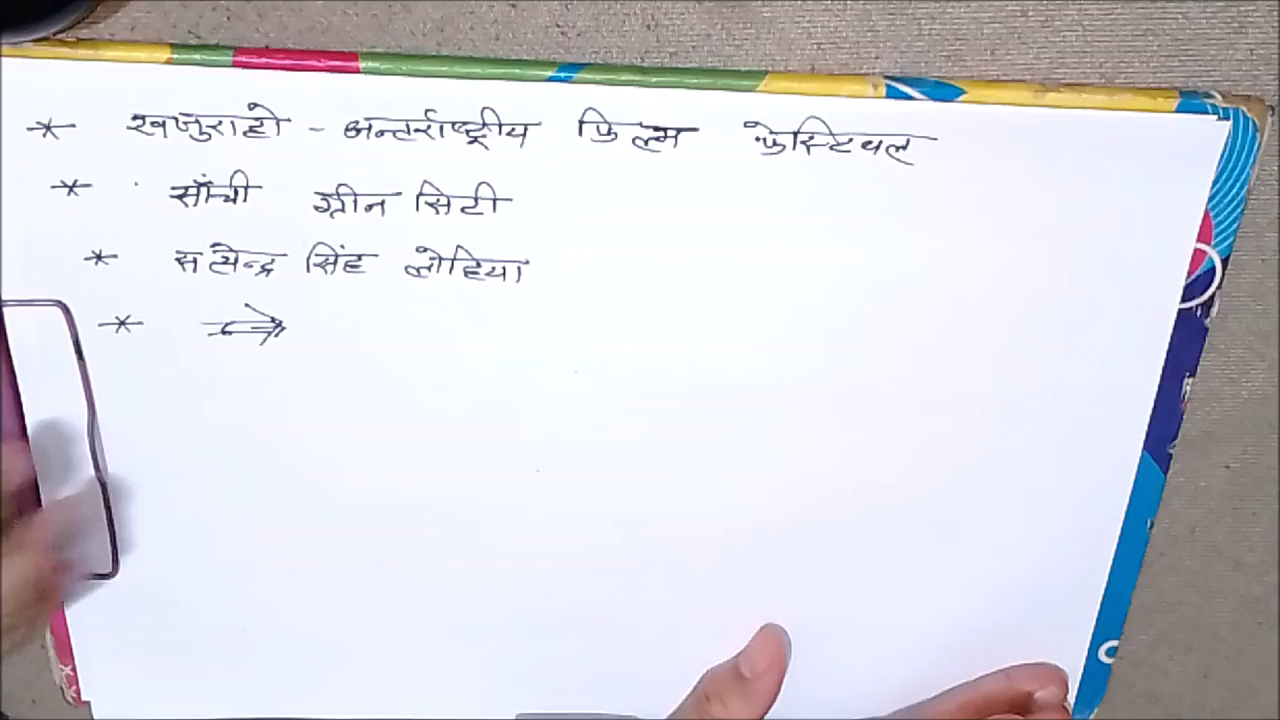 * खजुराहो - अन्तर्राष्ट्रीय फिल्म फेस्टिवल
* साँची ग्रीन सिटी
* सत्येन्द्र सिंह लोहिया
* ⇒